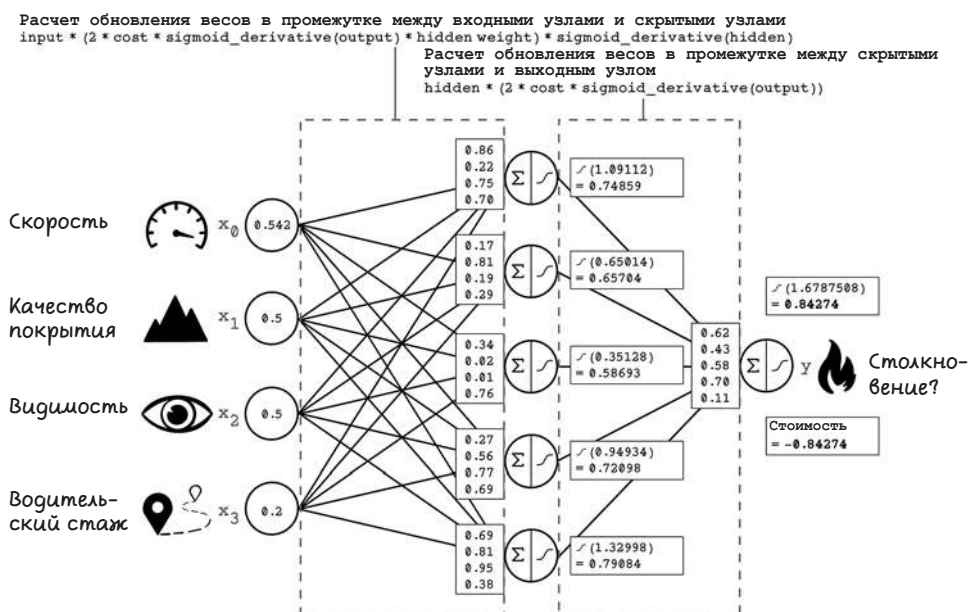 Расчет обновления весов в промежутке между входными узлами и скрытыми узлами
input * (2 * cost * sigmoid_derivative(output) * hidden weight) * sigmoid_derivative(hidden)
Расчет обновления весов в промежутке между скрытыми
узлами и выходным узлом
hidden * (2 * cost * sigmoid_derivative(output))
Скорость
x0
0.542
Качество
покрытия
x1
0.5
Видимость
x2
0.5
Водитель-
ский стаж
x3
0.2
0.86
0.22
0.75
0.70
Σ
(1.09112)
= 0.74859
0.17
0.81
0.19
0.29
Σ
(0.65014)
= 0.65704
0.34
0.02
0.01
0.76
Σ
(0.35128)
= 0.58693
0.27
0.56
0.77
0.69
Σ
(0.94934)
= 0.72098
0.69
0.81
0.95
0.38
Σ
(1.32998)
= 0.79084
0.62
0.43
0.58
0.70
0.11
Σ
(1.6787508)
= 0.84274
y
Столкно-
вение?
Стоимость
= -0.84274